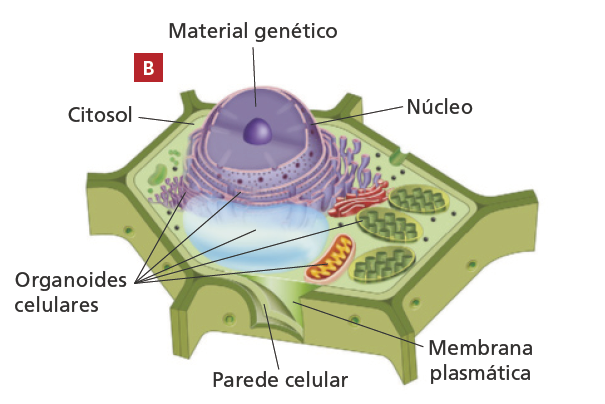 Material genético
B
Citosol
Núcleo
Organoides
celulares
Membrana
plasmática
Parede celular